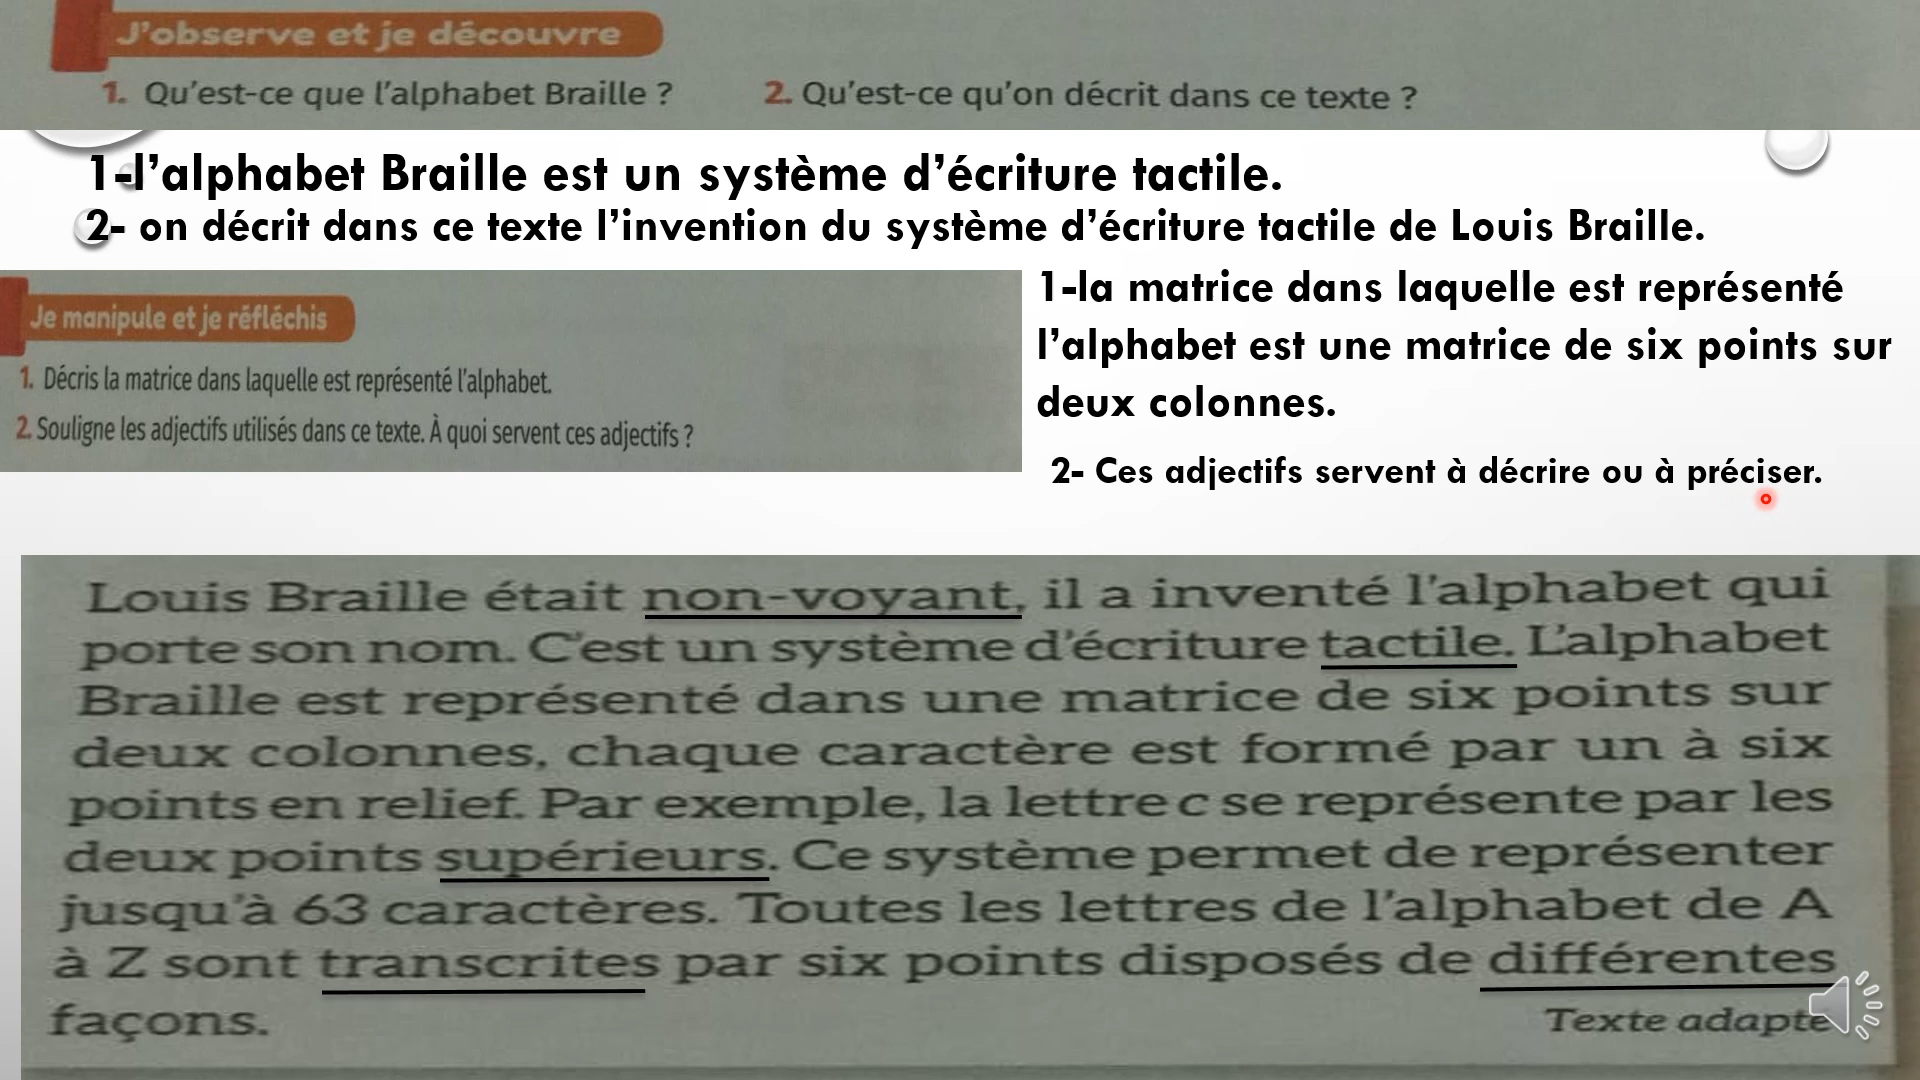 J'observe et je découvre
1. Qu'est-ce que l'alphabet Braille ? 2. Qu'est-ce qu'on décrit dans ce texte ?
1-l'alphabet Braille est un système d'écriture tactile.
2- on décrit dans ce texte l'invention du système d'écriture tactile de Louis Braille.
Je manipule et je réfléchis
1. Décris la matrice dans laquelle est représenté l'alphabet.
2. Souligne les adjectifs utilisés dans ce texte. À quoi servent ces adjectifs ?
1-la matrice dans laquelle est représenté
l'alphabet est une matrice de six points sur
deux colonnes.
2- Ces adjectifs servent à décrire ou à préciser.
Louis Braille était non-voyant, il a inventé l'alphabet qui
porte son nom. C'est un système d'écriture tactile. L'alphabet
Braille est représenté dans une matrice de six points sur
deux colonnes, chaque caractère est formé par un à six
points en relief. Par exemple, la lettre c se représente par les
deux points supérieurs. Ce système permet de représenter
jusqu'à 63 caractères. Toutes les lettres de l'alphabet de A
à Z sont transcrites par six points disposés de différentes
façons.
Texte adapté